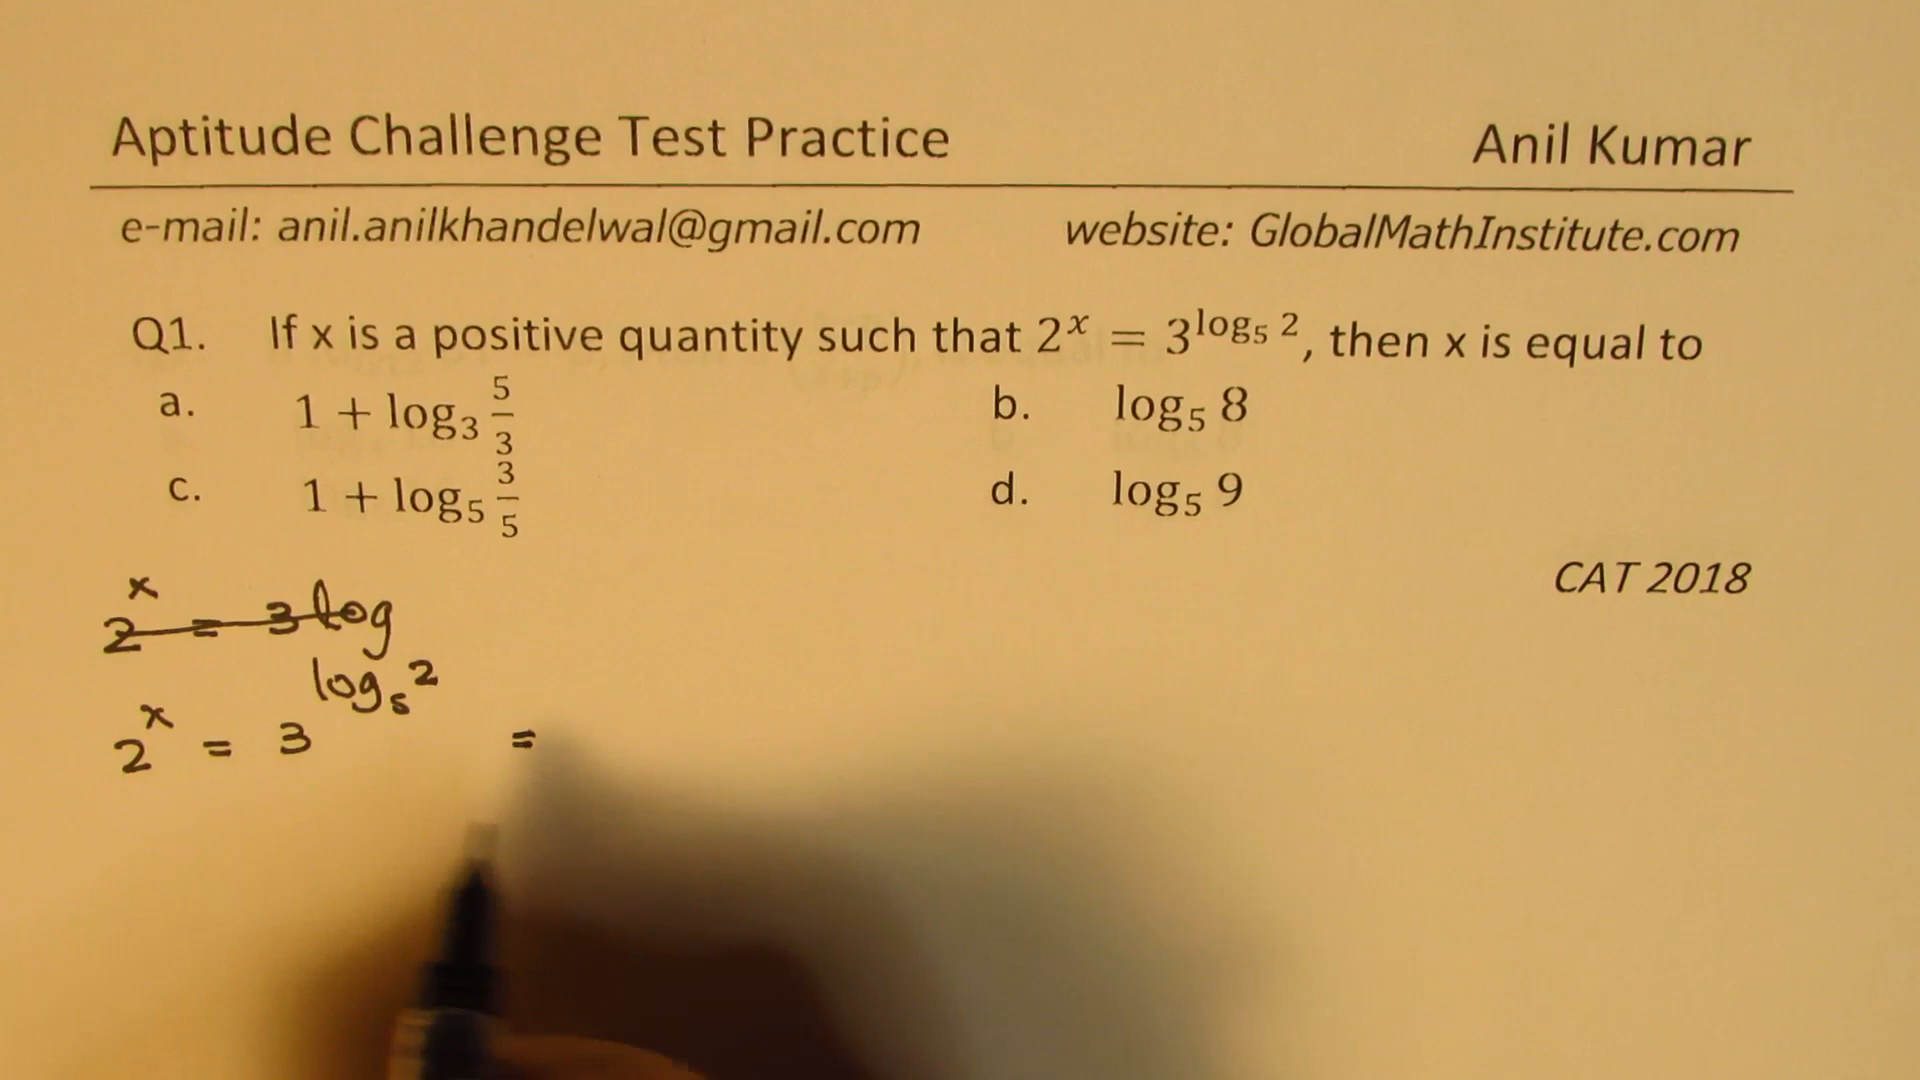 Aptitude Challenge Test Practice Anil Kumar
e-mail: anil.anilkhandelwal@gmail.com website: GlobalMathInstitute.com
Q1. If x is a positive quantity such that 2^x = 3^{log_5 2}, then x is equal to
a. 1 + log_3 5/3 b. log_5 8
c. 1 + log_5 3/5 d. log_5 9
CAT 2018
2^x = 3 log
2^x = 3^{log_5 2} =